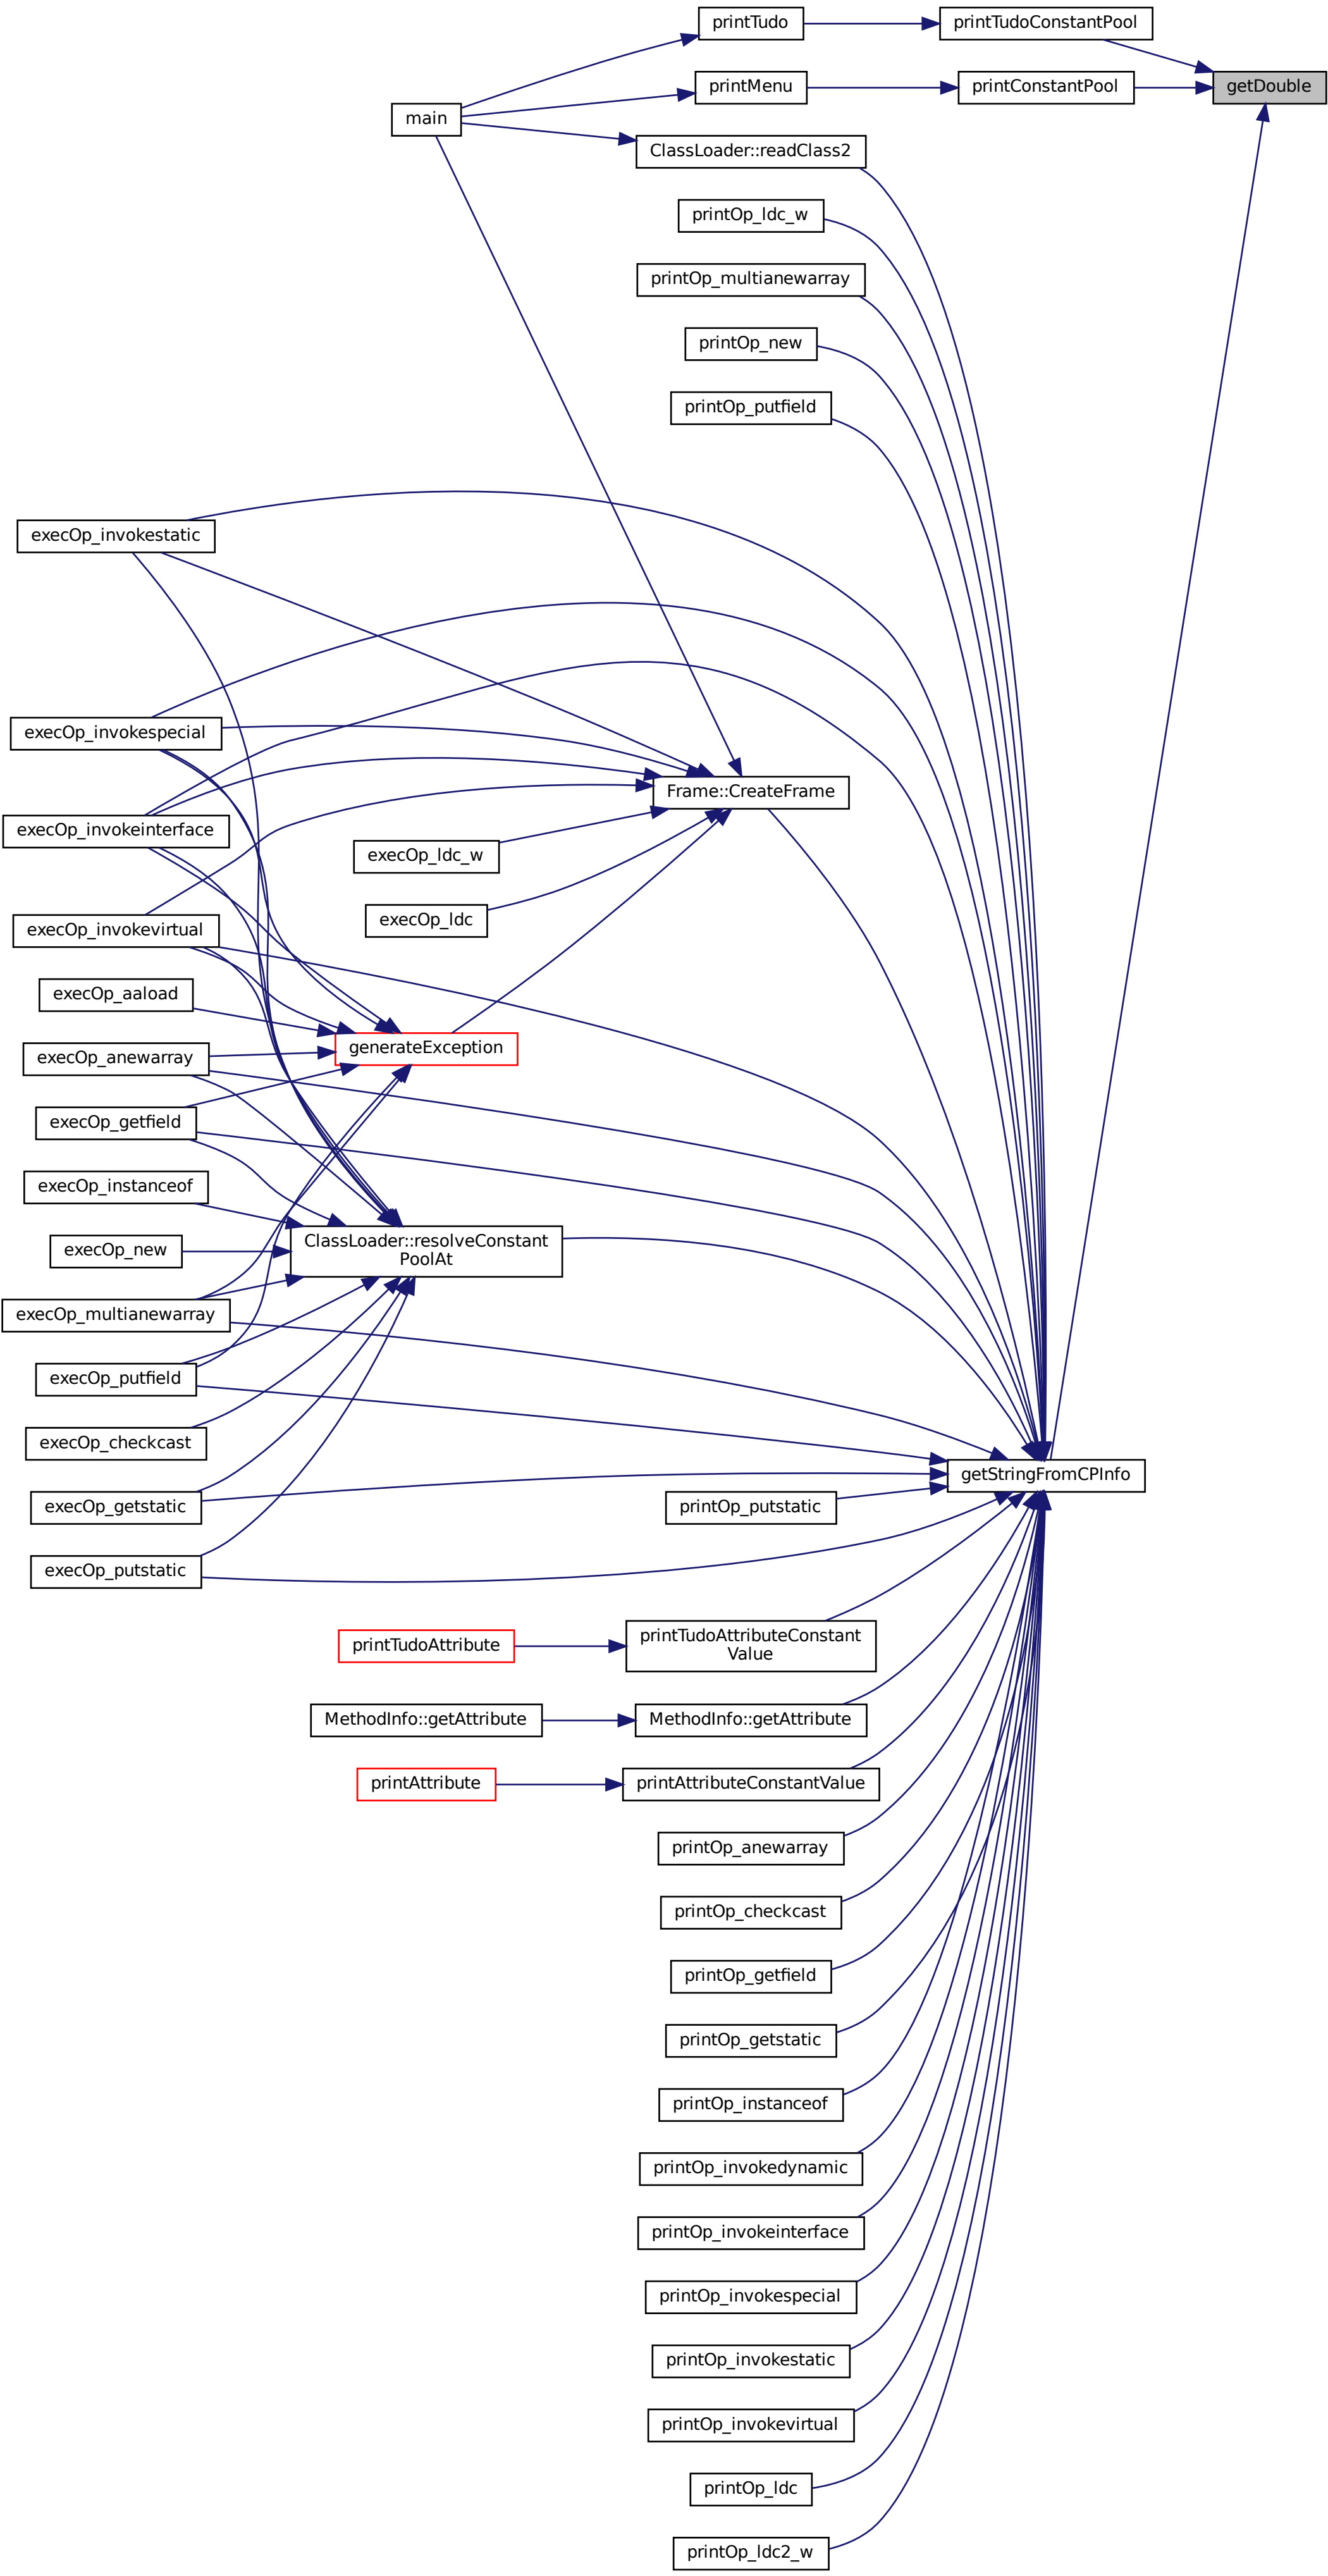 printTudo
printTudoConstantPool
printMenu
printConstantPool
getDouble
main
ClassLoader::readClass2
printOp_ldc_w
printOp_multianewarray
printOp_new
printOp_putfield
execOp_invokestatic
execOp_invokespecial
Frame::CreateFrame
execOp_invokeinterface
execOp_ldc_w
execOp_ldc
execOp_invokevirtual
execOp_aaload
generateException
execOp_anewarray
execOp_getfield
execOp_instanceof
ClassLoader::resolveConstant
PoolAt
execOp_new
execOp_multianewarray
execOp_putfield
execOp_checkcast
getStringFromCPInfo
execOp_getstatic
printOp_putstatic
execOp_putstatic
printTudoAttribute
printTudoAttributeConstant
Value
MethodInfo::getAttribute
MethodInfo::getAttribute
printAttribute
printAttributeConstantValue
printOp_anewarray
printOp_checkcast
printOp_getfield
printOp_getstatic
printOp_instanceof
printOp_invokedynamic
printOp_invokeinterface
printOp_invokespecial
printOp_invokestatic
printOp_invokevirtual
printOp_ldc
printOp_ldc2_w